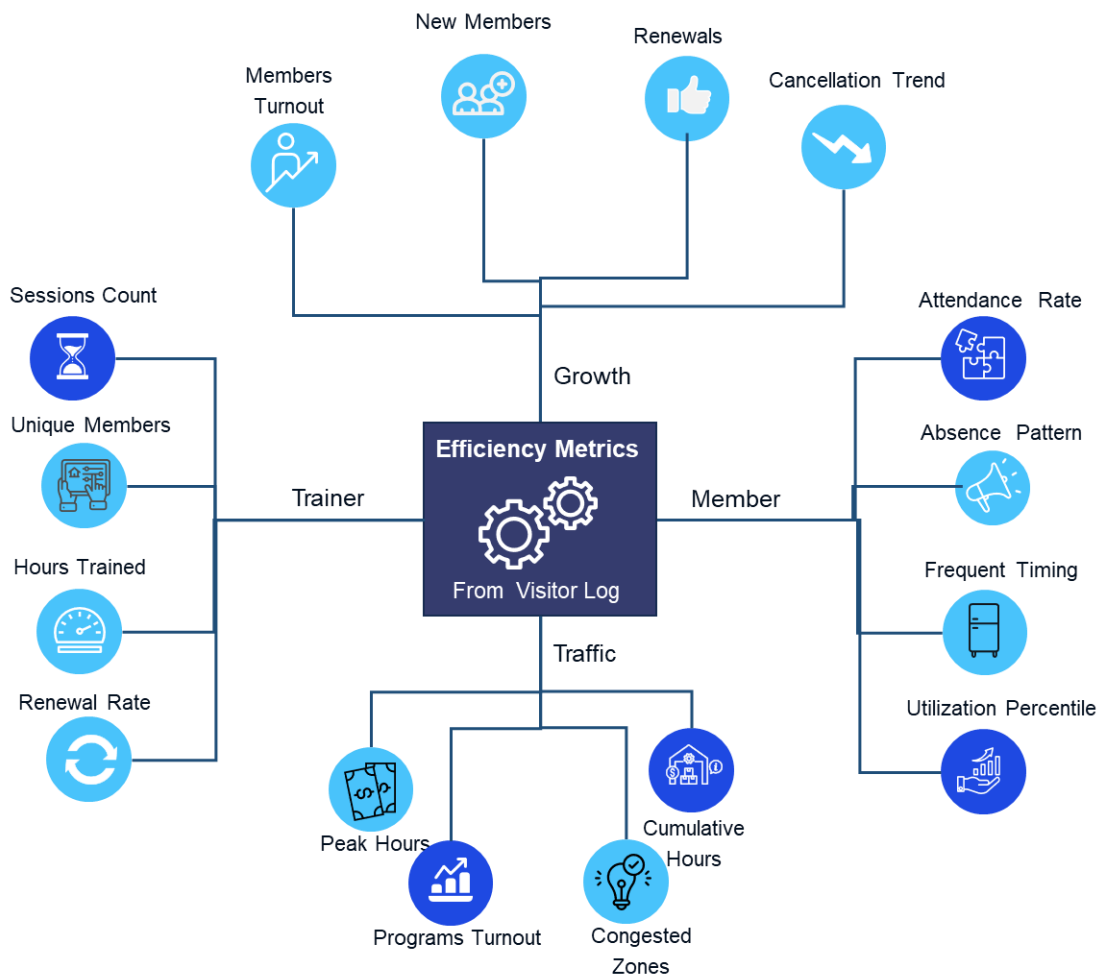 New Members
Renewals
Members
Turnout
Cancellation Trend
Sessions Count
Attendance Rate
Growth
Unique Members
Absence Pattern
Efficiency Metrics
Trainer
Member
From Visitor Log
Hours Trained
Frequent Timing
Traffic
Renewal Rate
Utilization Percentile
Peak Hours
Cumulative
Hours
Programs Turnout
Congested
Zones